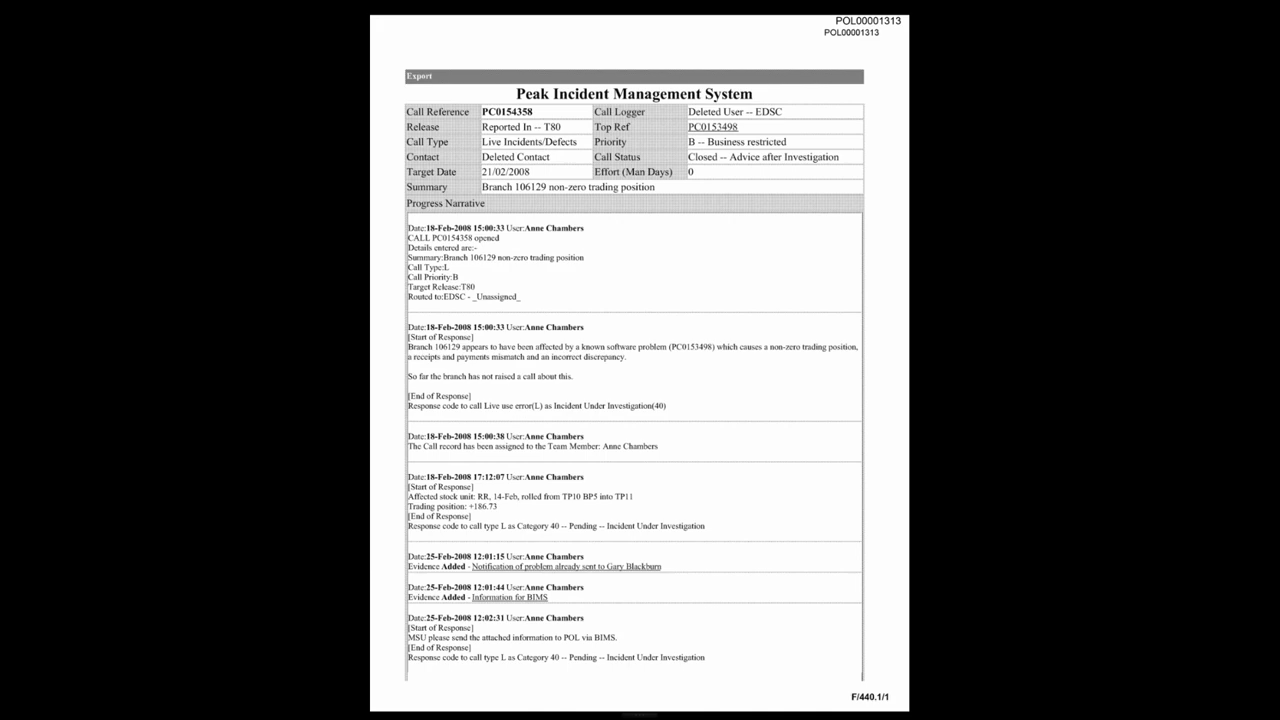 POL00001313
POL00001313
Export
Peak Incident Management System
Call Reference PC0154358 Call Logger Deleted User -- EDSC
Release Reported In -- T80 Top Ref PC0153498
Call Type Live Incidents/Defects Priority B -- Business restricted
Contact Deleted Contact Call Status Closed -- Advice after Investigation
Target Date 21/02/2008 Effort (Man Days) 0
Summary Branch 106129 non-zero trading position
Progress Narrative
Date:18-Feb-2008 15:00:33 User:Anne Chambers
CALL PC0154358 opened
Details entered are:-
Summary:Branch 106129 non-zero trading position
Call Type:L
Call Priority:B
Target Release:T80
Routed to:EDSC - _Unassigned_
Date:18-Feb-2008 15:00:33 User:Anne Chambers
[Start of Response]
Branch 106129 appears to have been affected by a known software problem (PC0153498) which causes a non-zero trading position,
a receipts and payments mismatch and an incorrect discrepancy.
So far the branch has not raised a call about this.
[End of Response]
Response code to call Live use error(L) as Incident Under Investigation(40)
Date:18-Feb-2008 15:00:38 User:Anne Chambers
The Call record has been assigned to the Team Member: Anne Chambers
Date:18-Feb-2008 17:12:07 User:Anne Chambers
[Start of Response]
Affected stock unit: RR, 14-Feb, rolled from TP10 BP5 into TP11
Trading position: +186.73
[End of Response]
Response code to call type L as Category 40 -- Pending -- Incident Under Investigation
Date:25-Feb-2008 12:01:15 User:Anne Chambers
Evidence Added - Notification of problem already sent to Gary Blackburn
Date:25-Feb-2008 12:01:44 User:Anne Chambers
Evidence Added - Information for BIMS
Date:25-Feb-2008 12:02:31 User:Anne Chambers
[Start of Response]
MSU please send the attached information to POL via BIMS.
[End of Response]
Response code to call type L as Category 40 -- Pending -- Incident Under Investigation
F/440.1/1